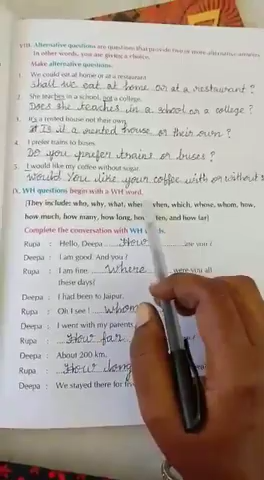 VIII. Alternative questions are questions that provide two or more alternative answers.
In other words, you are giving a choice.
Make alternative questions.
1. We could eat at home or at a restaurant.
Shall we eat at home or at a restaurant?
2. She teaches in a school, not a college.
Does she teaches in a school or a college?
3. It's a rented house not their own.
Is it a rented house or their own?
4. I prefer trains to buses.
Do you prefer trains or buses?
5. I would like my coffee without sugar.
Would You like your coffee with or without s
IX. WH questions begin with a WH word.
[They include: who, why, what, when, which, whose, whom, how,
how much, how many, how long, how often, and how far]
Complete the conversation with WH
Rupa : Hello, Deepa How are you?
Deepa : I am good. And you?
Rupa : I am fine. Where were you all
these days?
Deepa : I had been to Jaipur.
Rupa : Oh I see! Whom
Deepa : I went with my parents
Rupa : How far
Deepa : About 200 km.
Rupa : How long
Deepa : We stayed there for